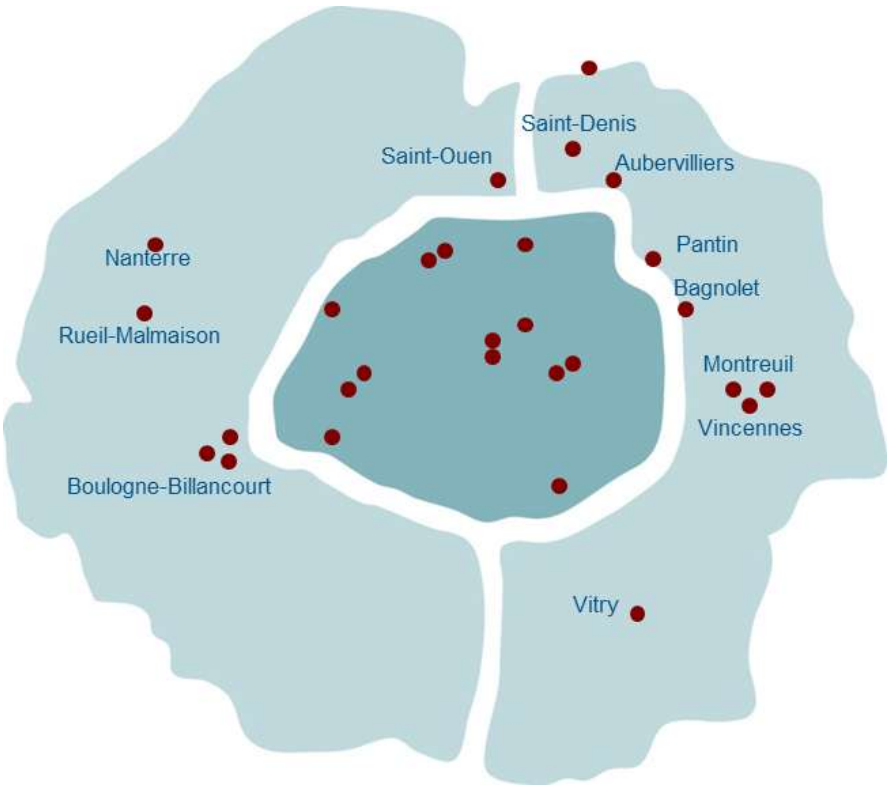 Saint-Denis
Saint-Ouen
Aubervilliers
Pantin
Nanterre
Bagnolet
Rueil-Malmaison
Montreuil
Vincennes
Boulogne-Billancourt
Vitry